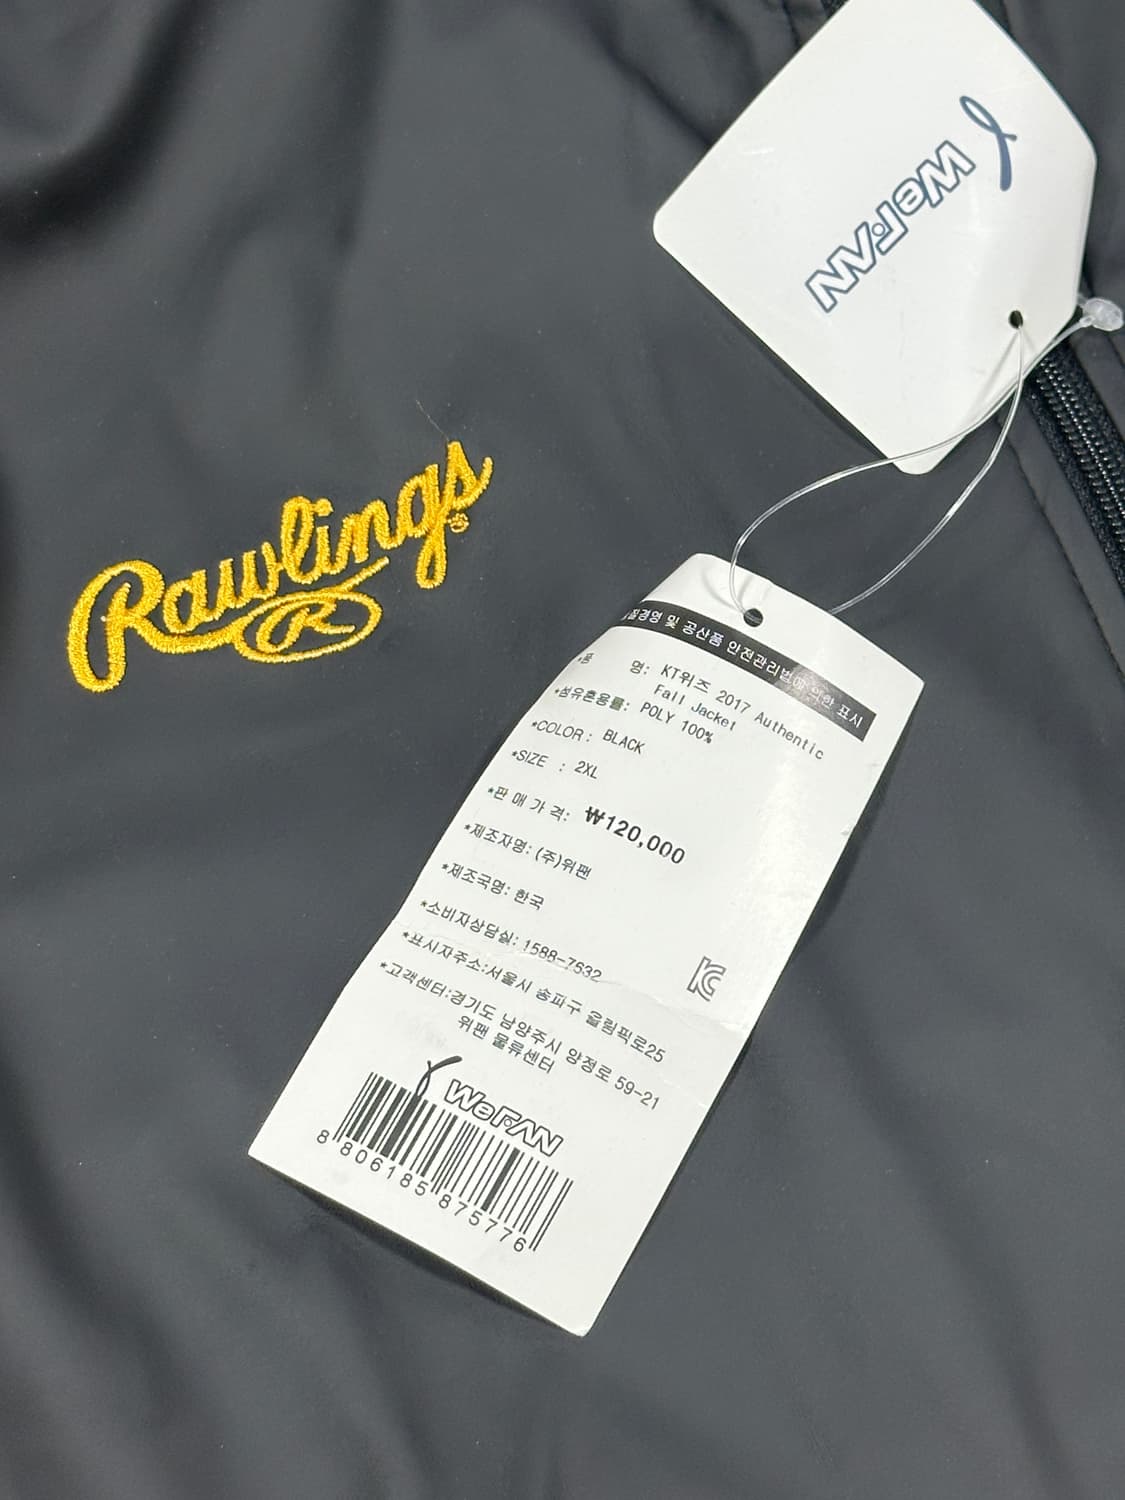 WeFAN
Rawlings
R
질경영 및 공산품 안전관리법에 의한 표시
*품 명: KT위즈 2017 Authentic
Fall Jacket
*섬유혼용률: POLY 100%
*COLOR: BLACK
*SIZE : 2XL
*판매가격: ₩120,000
*제조자명: (주)위팬
*제조국명: 한국
*소비자상담실: 1588-7632
*표시자주소:서울시 송파구 올림픽로25
*고객센터:경기도 남양주시 양정로 59-21
위팬 물류센터
WeFAN
8 806185 875776